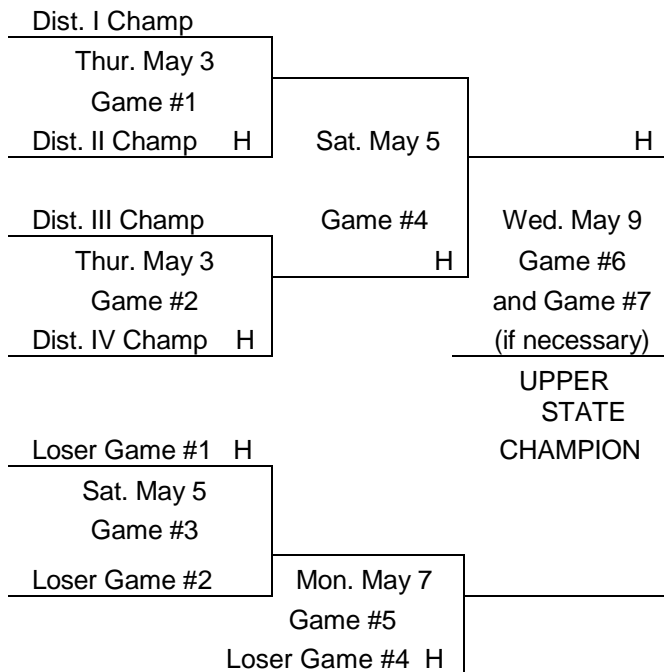 Dist. I Champ
Thur. May 3
Game #1
Dist. II Champ H
Sat. May 5
H
Dist. III Champ
Game #4
Wed. May 9
Thur. May 3
H
Game #6
Game #2
and Game #7
Dist. IV Champ H
(if necessary)
UPPER
STATE
Loser Game #1 H
CHAMPION
Sat. May 5
Game #3
Loser Game #2
Mon. May 7
Game #5
Loser Game #4 H